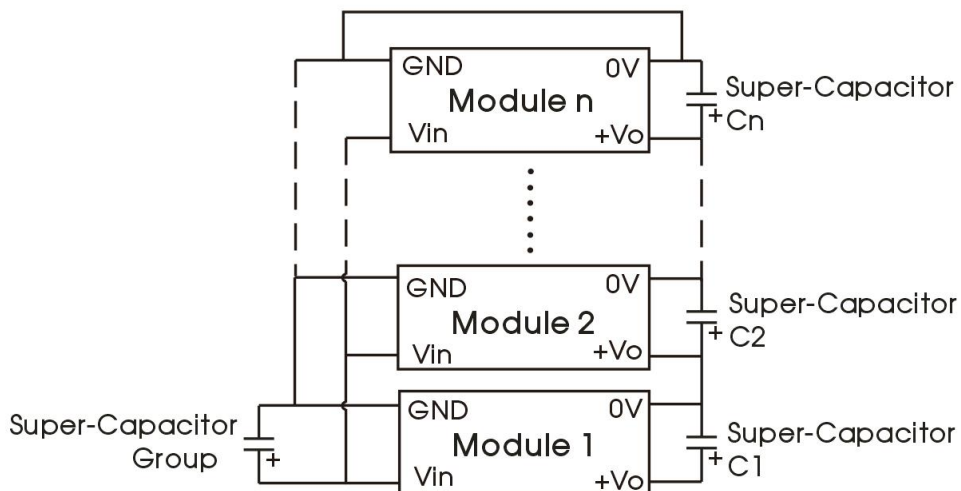 GND
0V
Module n
Vin
+Vo
Super-Capacitor
+ Cn
GND
0V
Module 2
Vin
+Vo
Super-Capacitor
+ C2
Super-Capacitor
Group
+
GND
0V
Module 1
Vin
+Vo
Super-Capacitor
+ C1